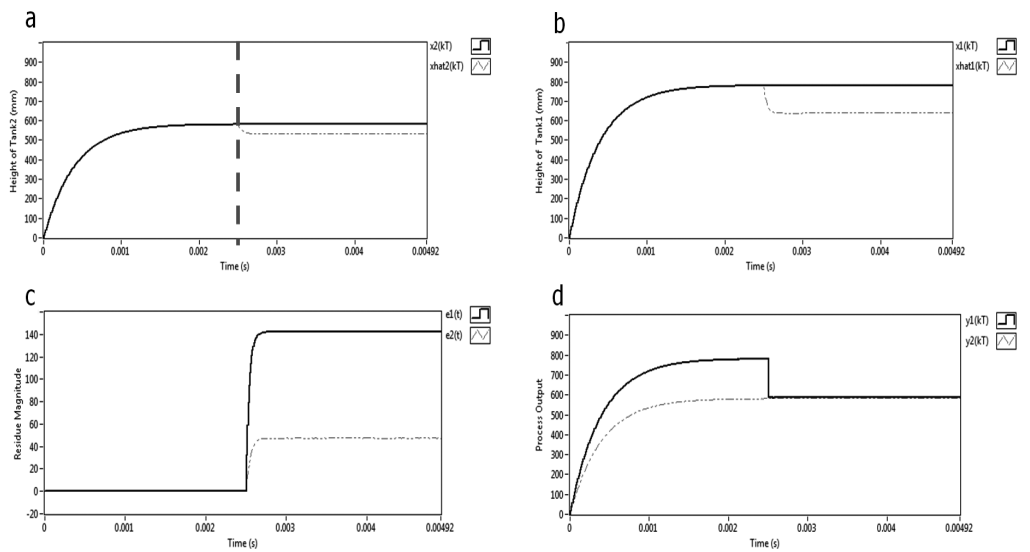 a
x2(kT)
xhat2(kT)
Height of Tank2 (mm)
900
800
700
600
500
400
300
200
100
0
0 0.001 0.002 0.003 0.004 0.00492
Time (s)
b
x1(kT)
xhat1(kT)
Height of Tank1 (mm)
900
800
700
600
500
400
300
200
100
0
0 0.001 0.002 0.003 0.004 0.00492
Time (s)
c
e1(t)
e2(t)
Residue Magnitude
140
120
100
80
60
40
20
0
-20
0 0.001 0.002 0.003 0.004 0.00492
Time (s)
d
y1(kT)
y2(kT)
Process Output
900
800
700
600
500
400
300
200
100
0
0 0.001 0.002 0.003 0.004 0.00492
Time (s)